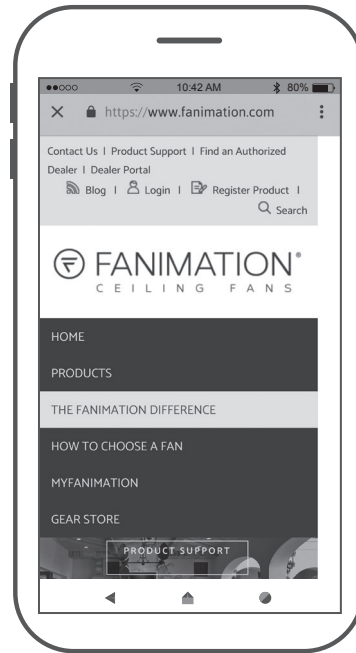 10:42 AM 80%
https://www.fanimation.com
Contact Us | Product Support | Find an Authorized
Dealer | Dealer Portal
Blog | Login | Register Product |
Search
FANIMATION®
CEILING FANS
HOME
PRODUCTS
THE FANIMATION DIFFERENCE
HOW TO CHOOSE A FAN
MYFANIMATION
GEAR STORE
PRODUCT SUPPORT